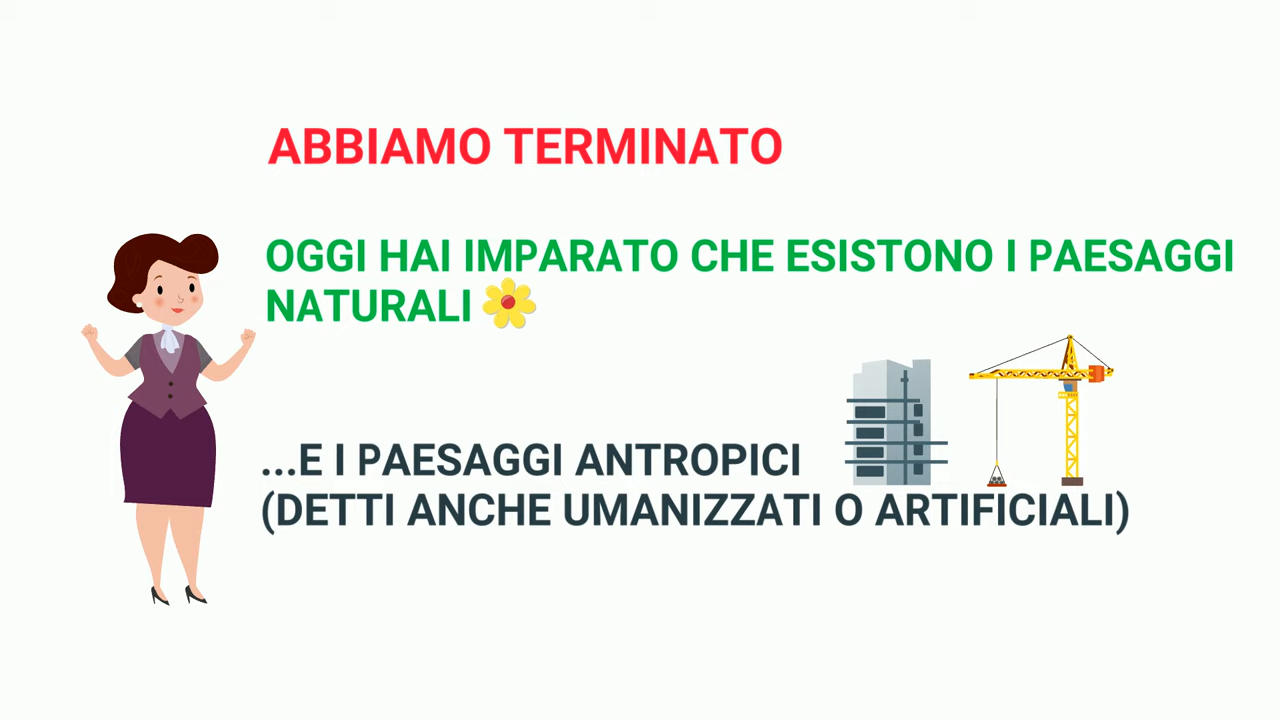 ABBIAMO TERMINATO
OGGI HAI IMPARATO CHE ESISTONO I PAESAGGI
NATURALI
...E I PAESAGGI ANTROPICI
(DETTI ANCHE UMANIZZATI O ARTIFICIALI)